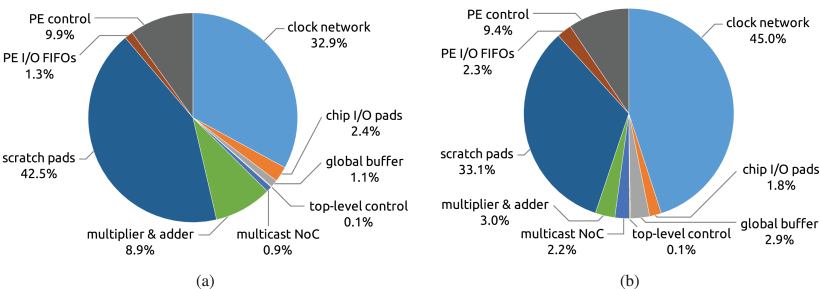 PE control
9.9%
PE I/O FIFOs
1.3%
scratch pads
42.5%
multiplier & adder
8.9%
clock network
32.9%
chip I/O pads
2.4%
global buffer
1.1%
top-level control
0.1%
multicast NoC
0.9%
(a)
PE control
9.4%
PE I/O FIFOs
2.3%
scratch pads
33.1%
multiplier & adder
3.0%
multicast NoC
2.2%
clock network
45.0%
chip I/O pads
1.8%
global buffer
2.9%
top-level control
0.1%
(b)